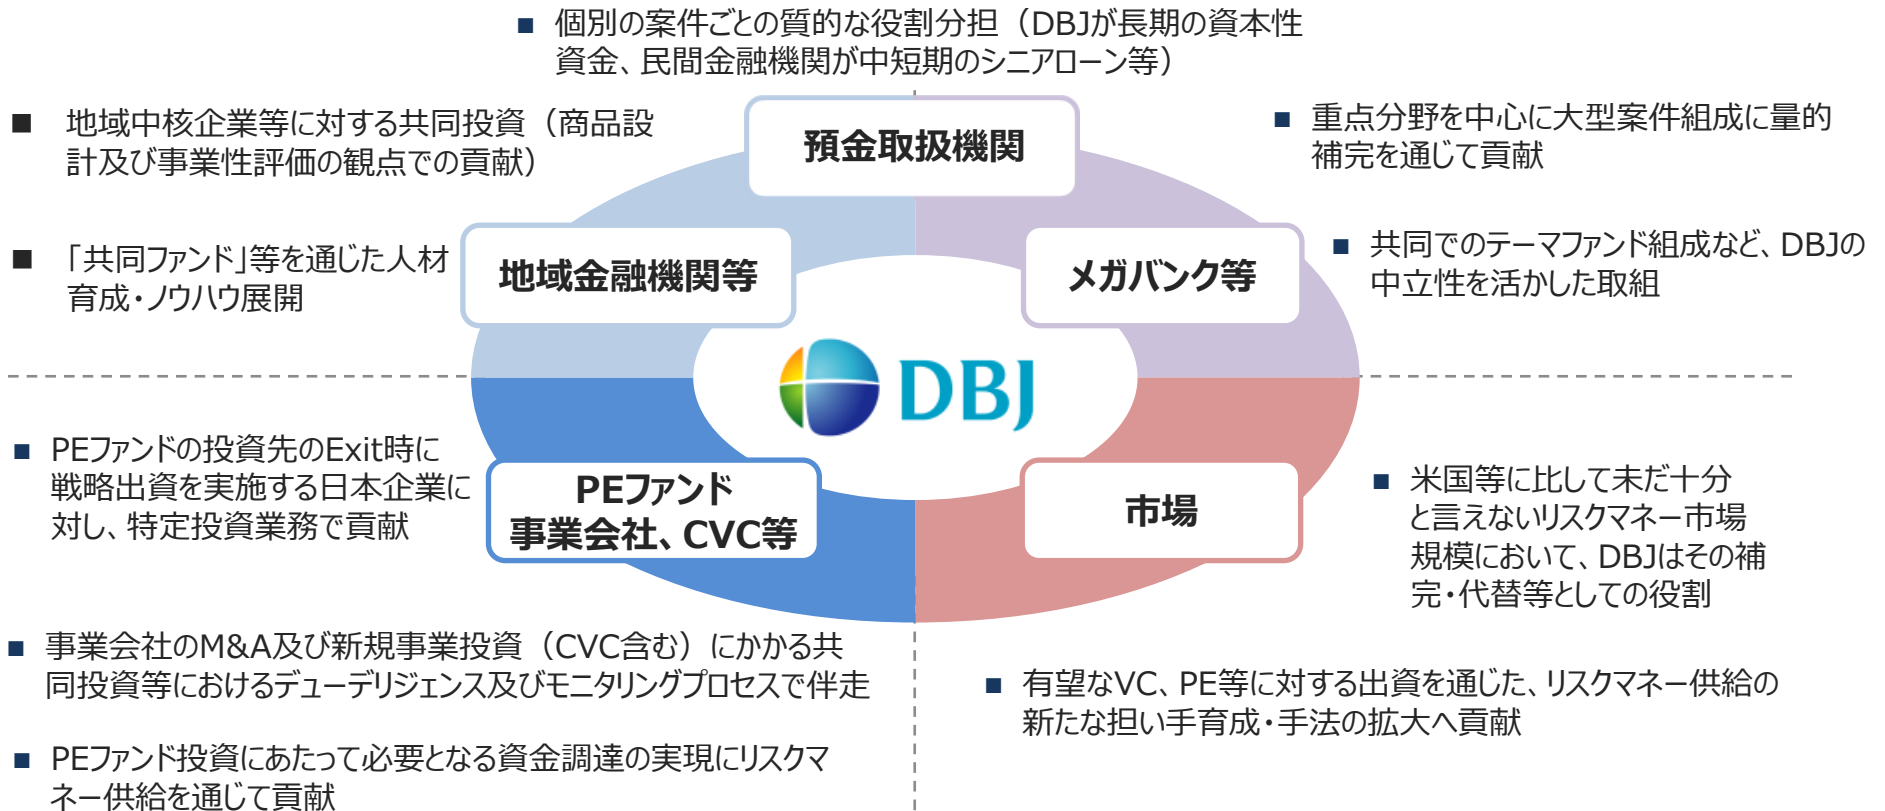 ■ 個別の案件ごとの質的な役割分担（DBJが長期の資本性
資金、民間金融機関が中短期のシニアローン等）
■ 地域中核企業等に対する共同投資（商品設
計及び事業性評価の観点での貢献）
■ 「共同ファンド」等を通じた人材
育成・ノウハウ展開
預金取扱機関
地域金融機関等
メガバンク等
■ 重点分野を中心に大型案件組成に量的
補完を通じて貢献
■ 共同でのテーマファンド組成など、DBJの
中立性を活かした取組
DBJ
■ PEファンドの投資先のExit時に
戦略出資を実施する日本企業に
対し、特定投資業務で貢献
PEファンド
事業会社、CVC等
市場
■ 米国等に比して未だ十分
と言えないリスクマネー市場
規模において、DBJはその補
完・代替等としての役割
■ 事業会社のM&A及び新規事業投資（CVC含む）にかかる共
同投資等におけるデューデリジェンス及びモニタリングプロセスで伴走
■ PEファンド投資にあたって必要となる資金調達の実現にリスクマ
ネー供給を通じて貢献
■ 有望なVC、PE等に対する出資を通じた、リスクマネー供給の
新たな担い手育成・手法の拡大へ貢献